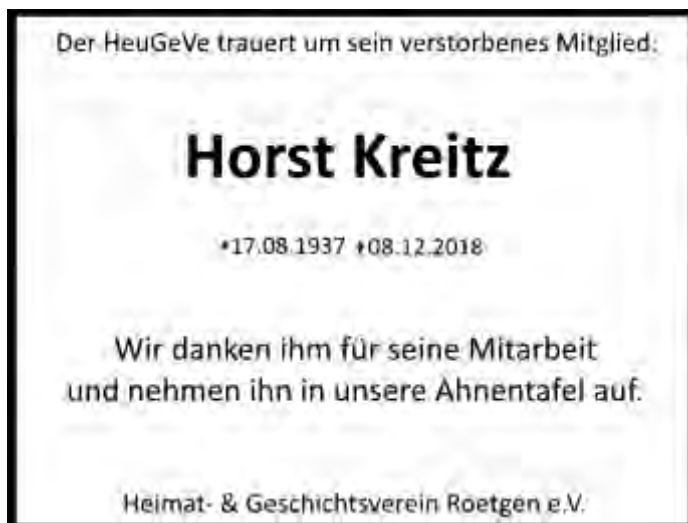 Der HeuGeVe trauert um sein verstorbenes Mitglied:
Horst Kreitz
*17.08.1937 +08.12.2018
Wir danken ihm für seine Mitarbeit
und nehmen ihn in unsere Ahnentafel auf.
Heimat- & Geschichtsverein Roetgen e.V.